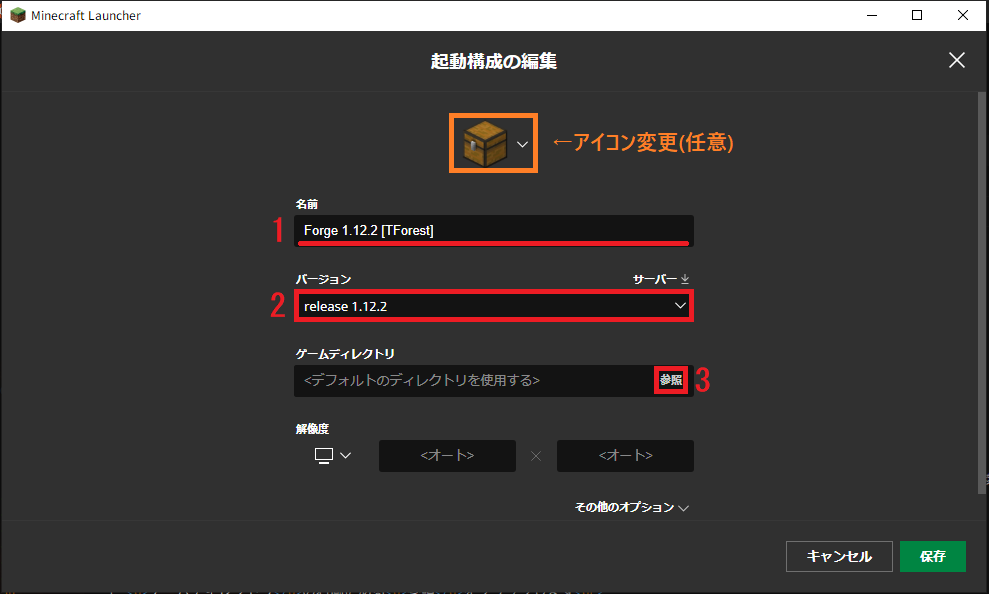 Minecraft Launcher
起動構成の編集
←アイコン変更(任意)
名前
1
Forge 1.12.2 [TForest]
バージョン
サーバー
2
release 1.12.2
ゲームディレクトリ
<デフォルトのディレクトリを使用する>
参照
3
解像度
<オート>
<オート>
その他のオプション
キャンセル
保存